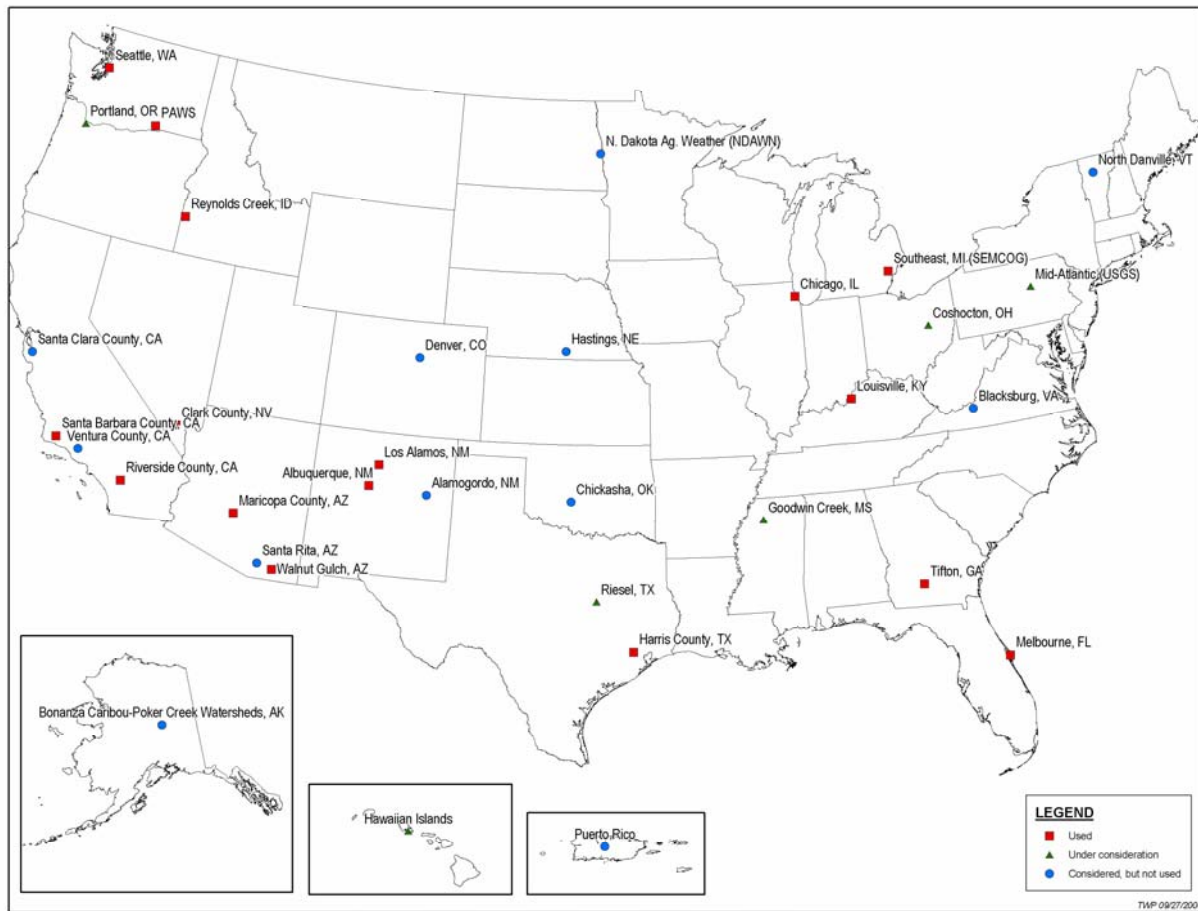 Seattle, WA
Portland, OR
PAWS
N. Dakota Ag. Weather (NDAWN)
North Danville, VT
Reynolds Creek, ID
Southeast, MI (SEMCOG)
Mid-Atlantic (USGS)
Chicago, IL
Coshocton, OH
Santa Clara County, CA
Denver, CO
Hastings, NE
Louisville, KY
Blacksburg, VA
Clark County, NV
Santa Barbara County, CA
Ventura County, CA
Los Alamos, NM
Riverside County, CA
Albuquerque, NM
Alamogordo, NM
Chickasha, OK
Maricopa County, AZ
Goodwin Creek, MS
Santa Rita, AZ
Walnut Gulch, AZ
Tifton, GA
Riesel, TX
Harris County, TX
Melbourne, FL
Bonanza Caribou-Poker Creek Watersheds, AK
Hawaiian Islands
Puerto Rico
LEGEND
Used
Under consideration
Considered, but not used
TWP 09/27/200